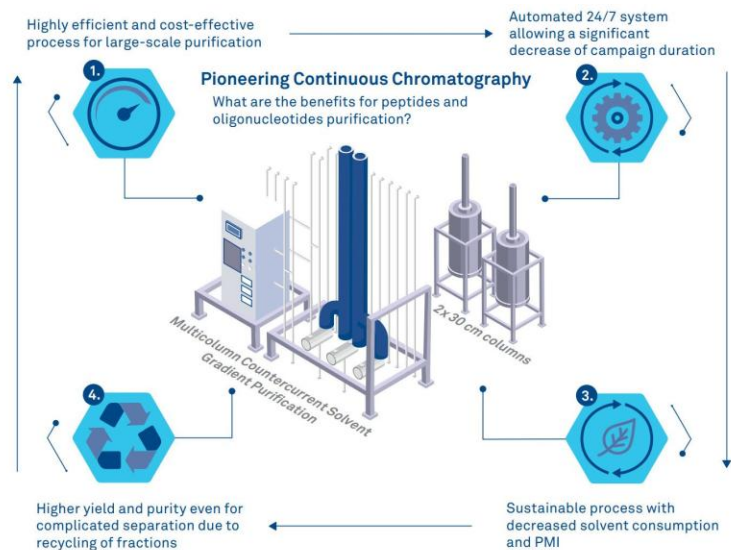 Highly efficient and cost-effective
process for large-scale purification
Automated 24/7 system
allowing a significant
decrease of campaign duration
1.
Pioneering Continuous Chromatography
What are the benefits for peptides and
oligonucleotides purification?
2.
Multicolumn Countercurrent Solvent
Gradient Purification
2x 30 cm columns
4.
3.
Higher yield and purity even for
complicated separation due to
recycling of fractions
Sustainable process with
decreased solvent consumption
and PMI